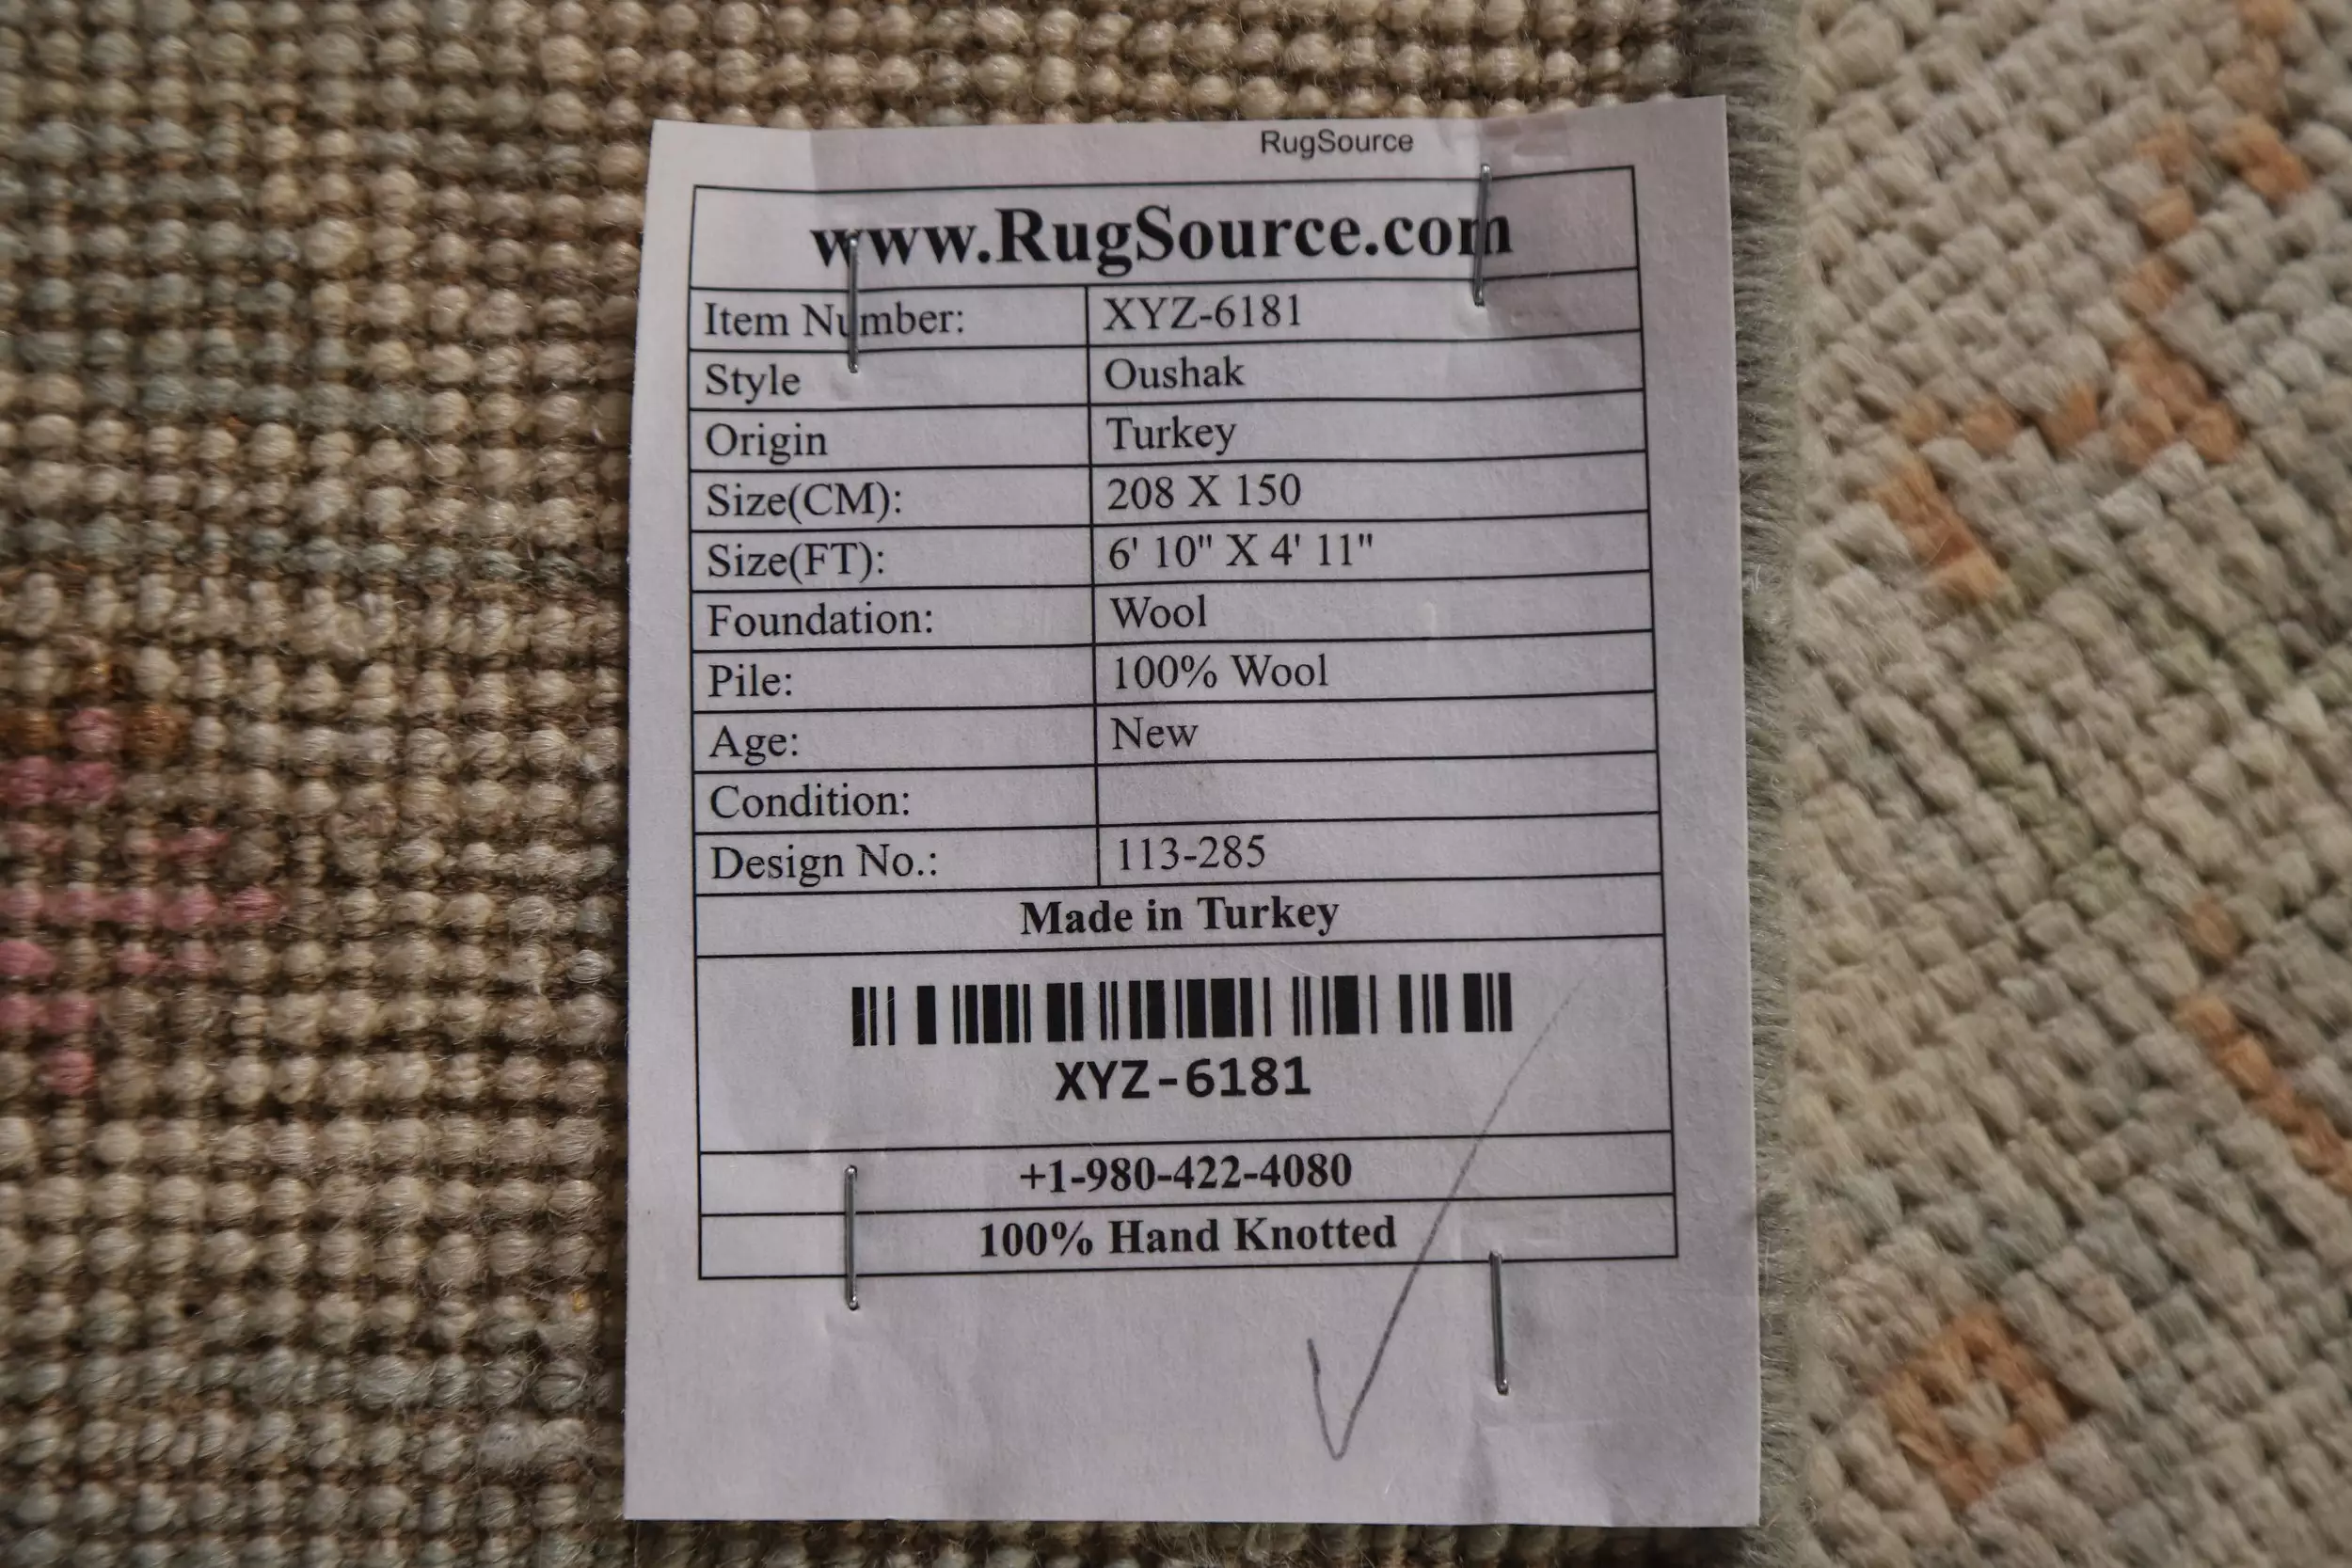 RugSource
www.RugSource.com
Item Number: XYZ-6181
Style Oushak
Origin Turkey
Size(CM): 208 X 150
Size(FT): 6' 10" X 4' 11"
Foundation: Wool
Pile: 100% Wool
Age: New
Condition:
Design No.: 113-285
Made in Turkey
XYZ-6181
+1-980-422-4080
100% Hand Knotted